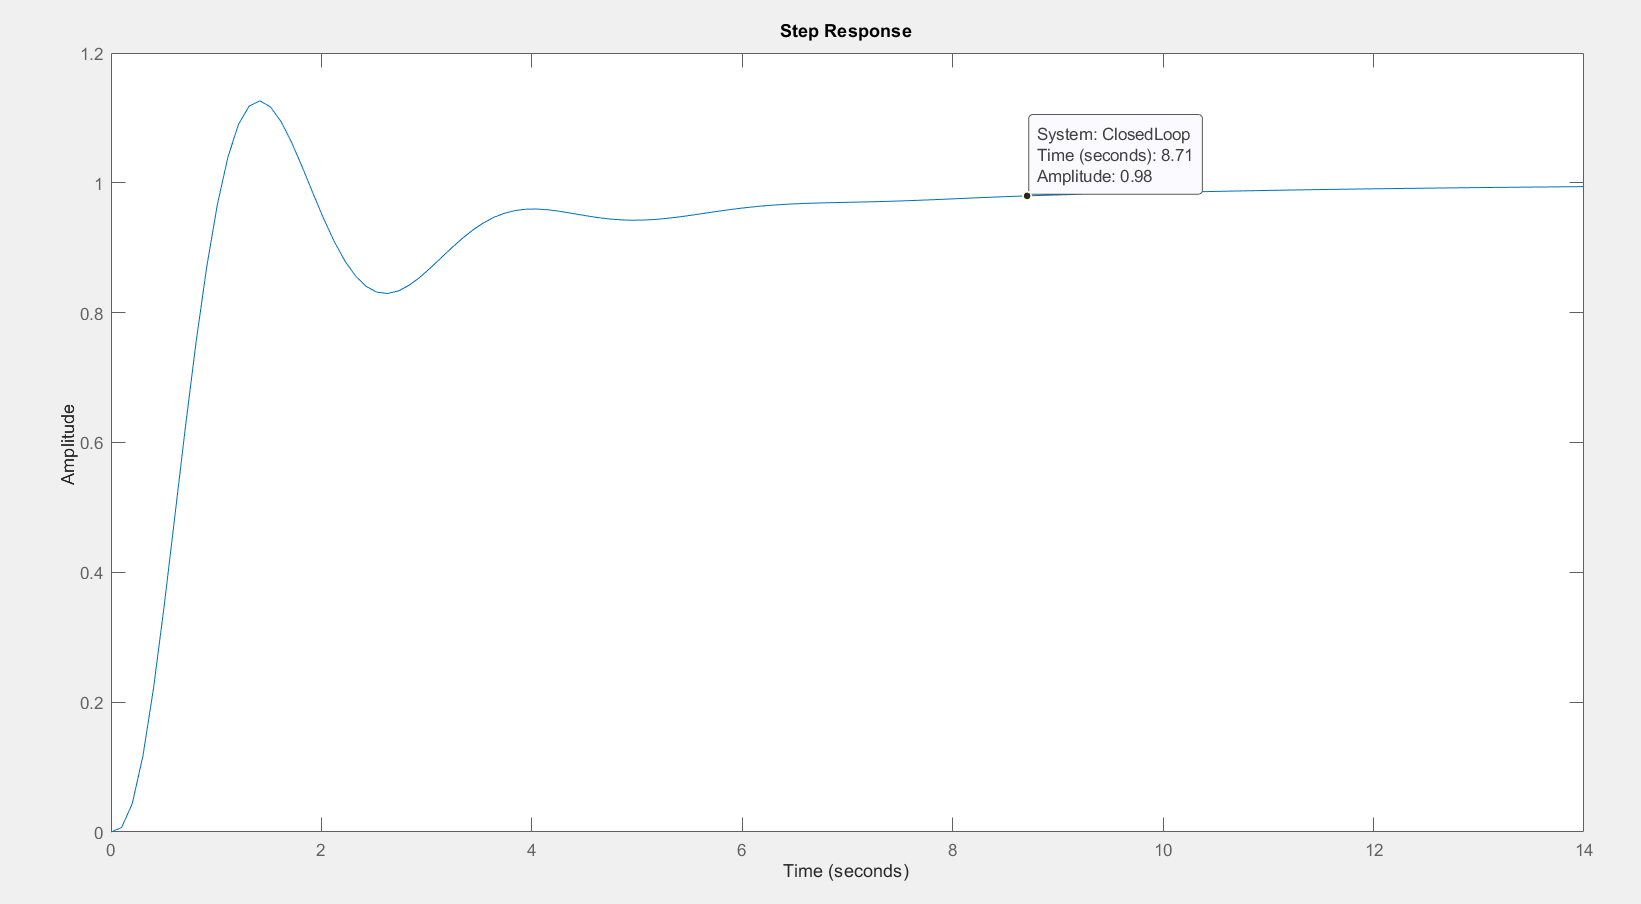 Step Response
1.2
1
0.8
0.6
0.4
0.2
0
Amplitude
System: ClosedLoop
Time (seconds): 8.71
Amplitude: 0.98
0 2 4 6 8 10 12 14
Time (seconds)